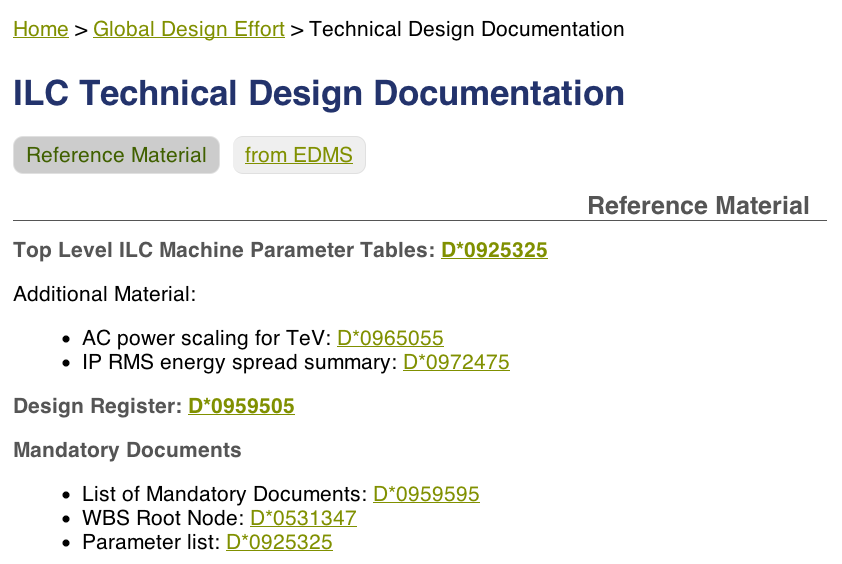 Home > Global Design Effort > Technical Design Documentation
ILC Technical Design Documentation
Reference Material from EDMS
Reference Material
Top Level ILC Machine Parameter Tables: D*0925325
Additional Material:
• AC power scaling for TeV: D*0965055
• IP RMS energy spread summary: D*0972475
Design Register: D*0959505
Mandatory Documents
• List of Mandatory Documents: D*0959595
• WBS Root Node: D*0531347
• Parameter list: D*0925325